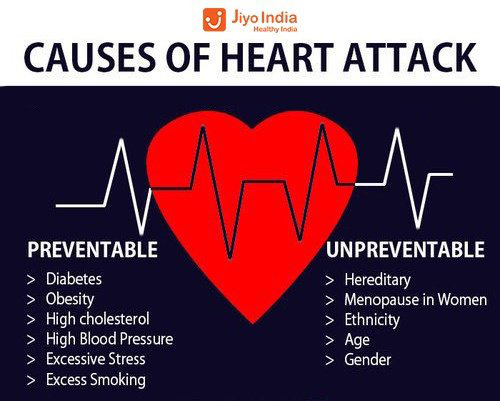 Jiyo India
Healthy India
CAUSES OF HEART ATTACK
PREVENTABLE
> Diabetes
> Obesity
> High cholesterol
> High Blood Pressure
> Excessive Stress
> Excess Smoking
UNPREVENTABLE
> Hereditary
> Menopause in Women
> Ethnicity
> Age
> Gender